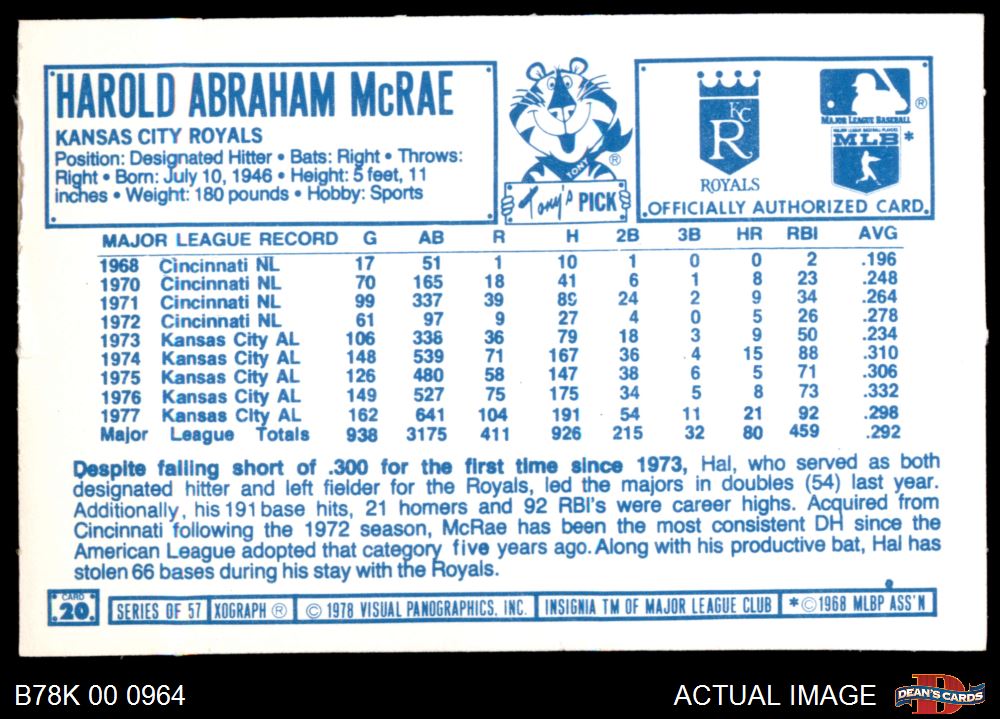 HAROLD ABRAHAM McRAE
KANSAS CITY ROYALS
Position: Designated Hitter • Bats: Right • Throws:
Right • Born: July 10, 1946 • Height: 5 feet, 11
inches • Weight: 180 pounds • Hobby: Sports
TONY
®
Tony's PICK
KC
R
ROYALS
®
MAJOR LEAGUE BASEBALL
MAJOR LEAGUE BASEBALL PLAYERS
MLB *
OFFICIALLY AUTHORIZED CARD
MAJOR LEAGUE RECORD G AB R H 2B 3B HR RBI AVG
1968 Cincinnati NL 17 51 1 10 1 0 0 2 .196
1970 Cincinnati NL 70 165 18 41 6 1 8 23 .248
1971 Cincinnati NL 99 337 39 89 24 2 9 34 .264
1972 Cincinnati NL 61 97 9 27 4 0 5 26 .278
1973 Kansas City AL 106 338 36 79 18 3 9 50 .234
1974 Kansas City AL 148 539 71 167 36 4 15 88 .310
1975 Kansas City AL 126 480 58 147 38 6 5 71 .306
1976 Kansas City AL 149 527 75 175 34 5 8 73 .332
1977 Kansas City AL 162 641 104 191 54 11 21 92 .298
Major League Totals 938 3175 411 926 215 32 80 459 .292
Despite falling short of .300 for the first time since 1973, Hal, who served as both
designated hitter and left fielder for the Royals, led the majors in doubles (54) last year.
Additionally, his 191 base hits, 21 homers and 92 RBI's were career highs. Acquired from
Cincinnati following the 1972 season, McRae has been the most consistent DH since the
American League adopted that category five years ago. Along with his productive bat, Hal has
stolen 66 bases during his stay with the Royals.
CARD
20 SERIES OF 57 XOGRAPH ® © 1978 VISUAL PANOGRAPHICS, INC. INSIGNIA TM OF MAJOR LEAGUE CLUB * © 1968 MLBP ASS'N
B78K 00 0964 ACTUAL IMAGE D DEAN'S CARDS